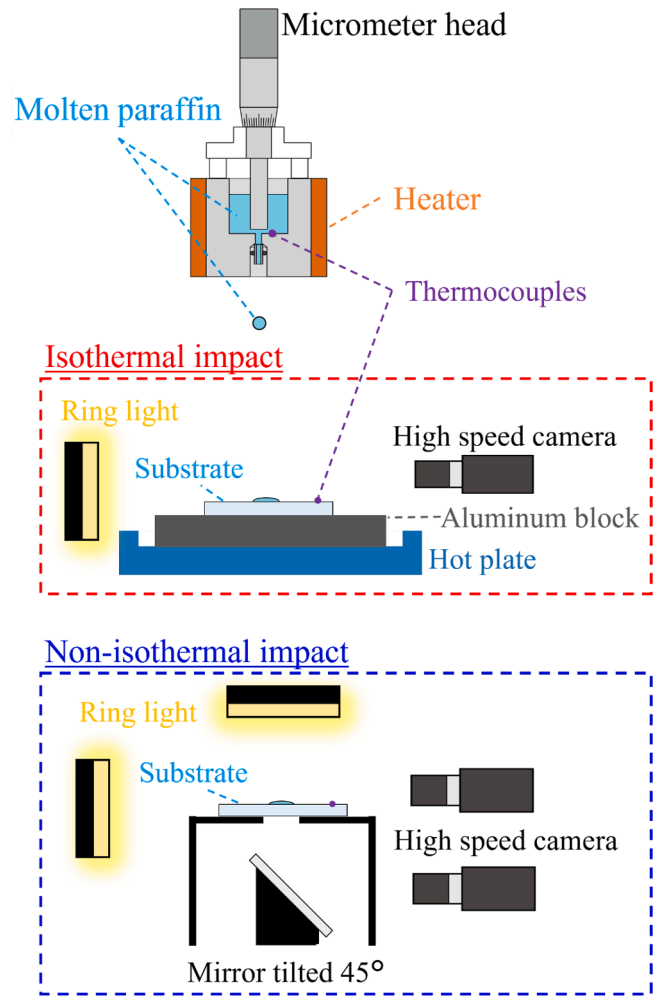 Micrometer head
Molten paraffin
Heater
Thermocouples
Isothermal impact
Ring light
High speed camera
Substrate
Aluminum block
Hot plate
Non-isothermal impact
Ring light
Substrate
High speed camera
Mirror tilted 45°